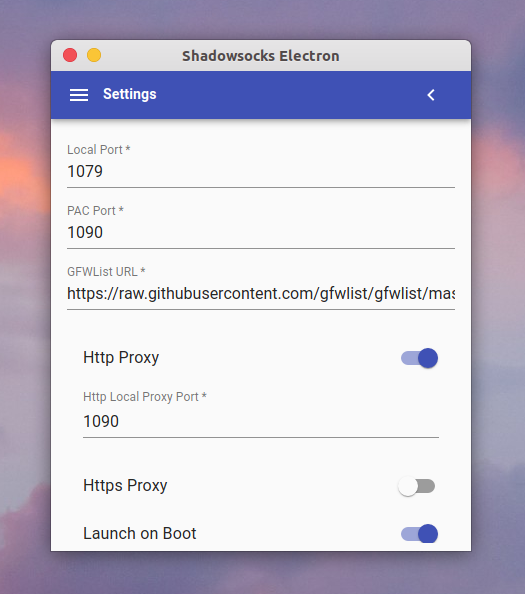 Shadowsocks Electron
Settings
Local Port *
1079
PAC Port *
1090
GFWList URL *
https://raw.githubusercontent.com/gfwlist/gfwlist/mas
Http Proxy
Http Local Proxy Port *
1090
Https Proxy
Launch on Boot